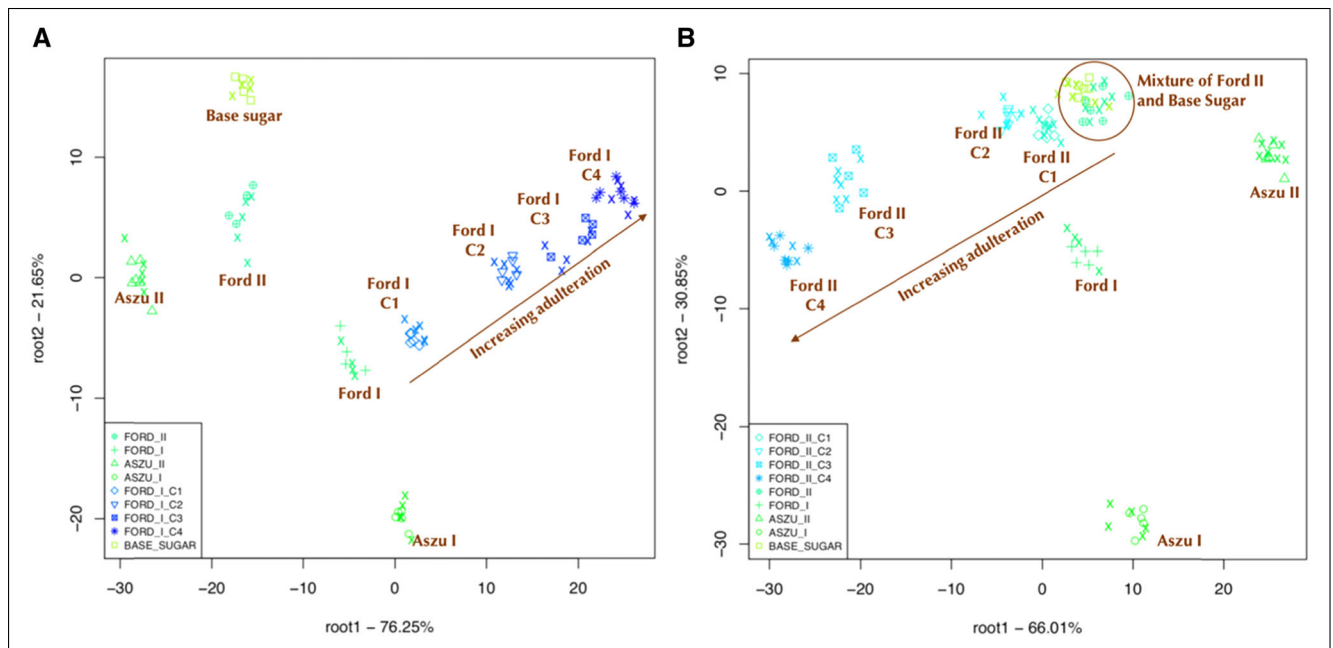 A
Base sugar
Ford II
Aszu II
Ford I
Ford I
C1
Ford I
C2
Ford I
C3
Ford I
C4
Increasing adulteration
Aszu I
FORD_II
FORD_I
ASZU_II
ASZU_I
FORD_I_C1
FORD_I_C2
FORD_I_C3
FORD_I_C4
BASE_SUGAR
10
0
−10
−20
root2 − 21.65%
−30
−20
−10
0
10
20
root1 − 76.25%
B
Mixture of Ford II
and Base Sugar
Ford II
C2
Ford II
C1
Aszu II
Ford II
C3
Increasing adulteration
Ford I
Ford II
C4
Aszu I
FORD_II_C1
FORD_II_C2
FORD_II_C3
FORD_II_C4
FORD_II
FORD_I
ASZU_II
ASZU_I
BASE_SUGAR
10
0
−10
−20
−30
root2 − 30.85%
−30
−20
−10
0
10
20
root1 − 66.01%